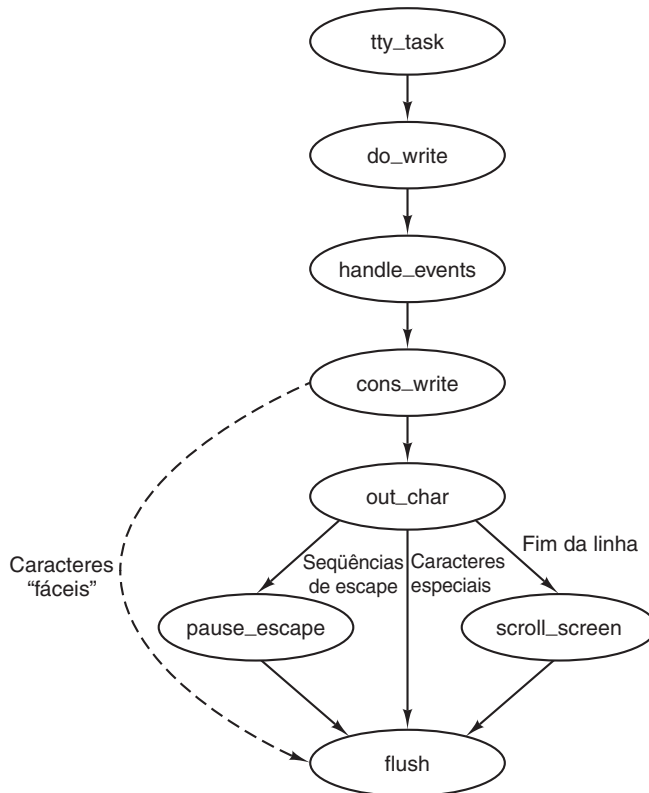 tty_task
do_write
handle_events
cons_write
out_char
Fim da linha
Seqüências
de escape
Caracteres
especiais
Caracteres
“fáceis”
pause_escape
scroll_screen
flush